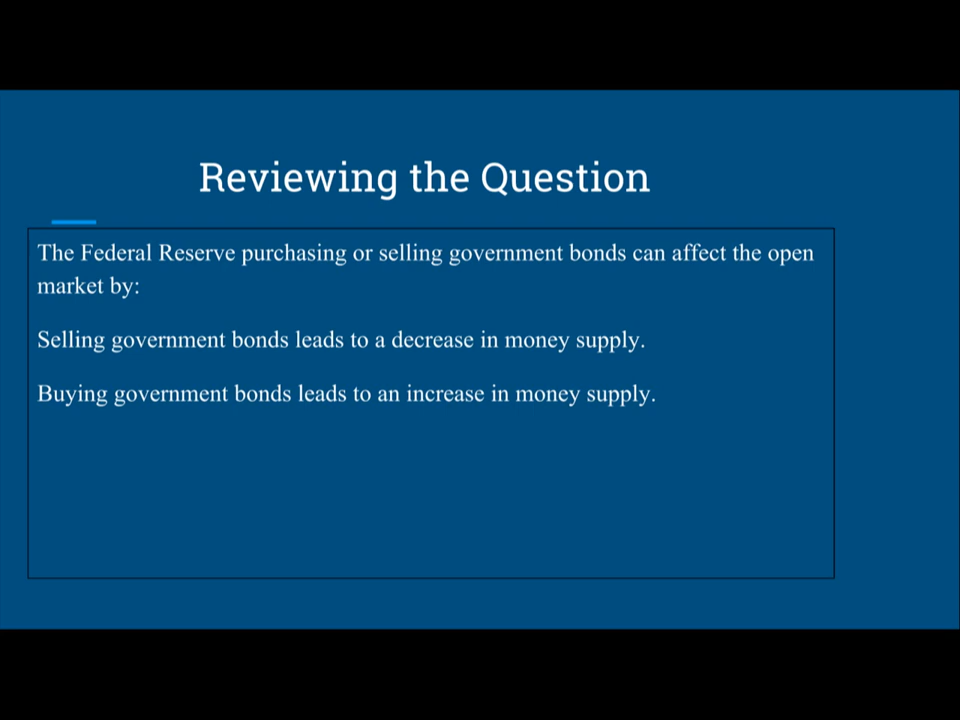 Reviewing the Question
The Federal Reserve purchasing or selling government bonds can affect the open
market by:
Selling government bonds leads to a decrease in money supply.
Buying government bonds leads to an increase in money supply.